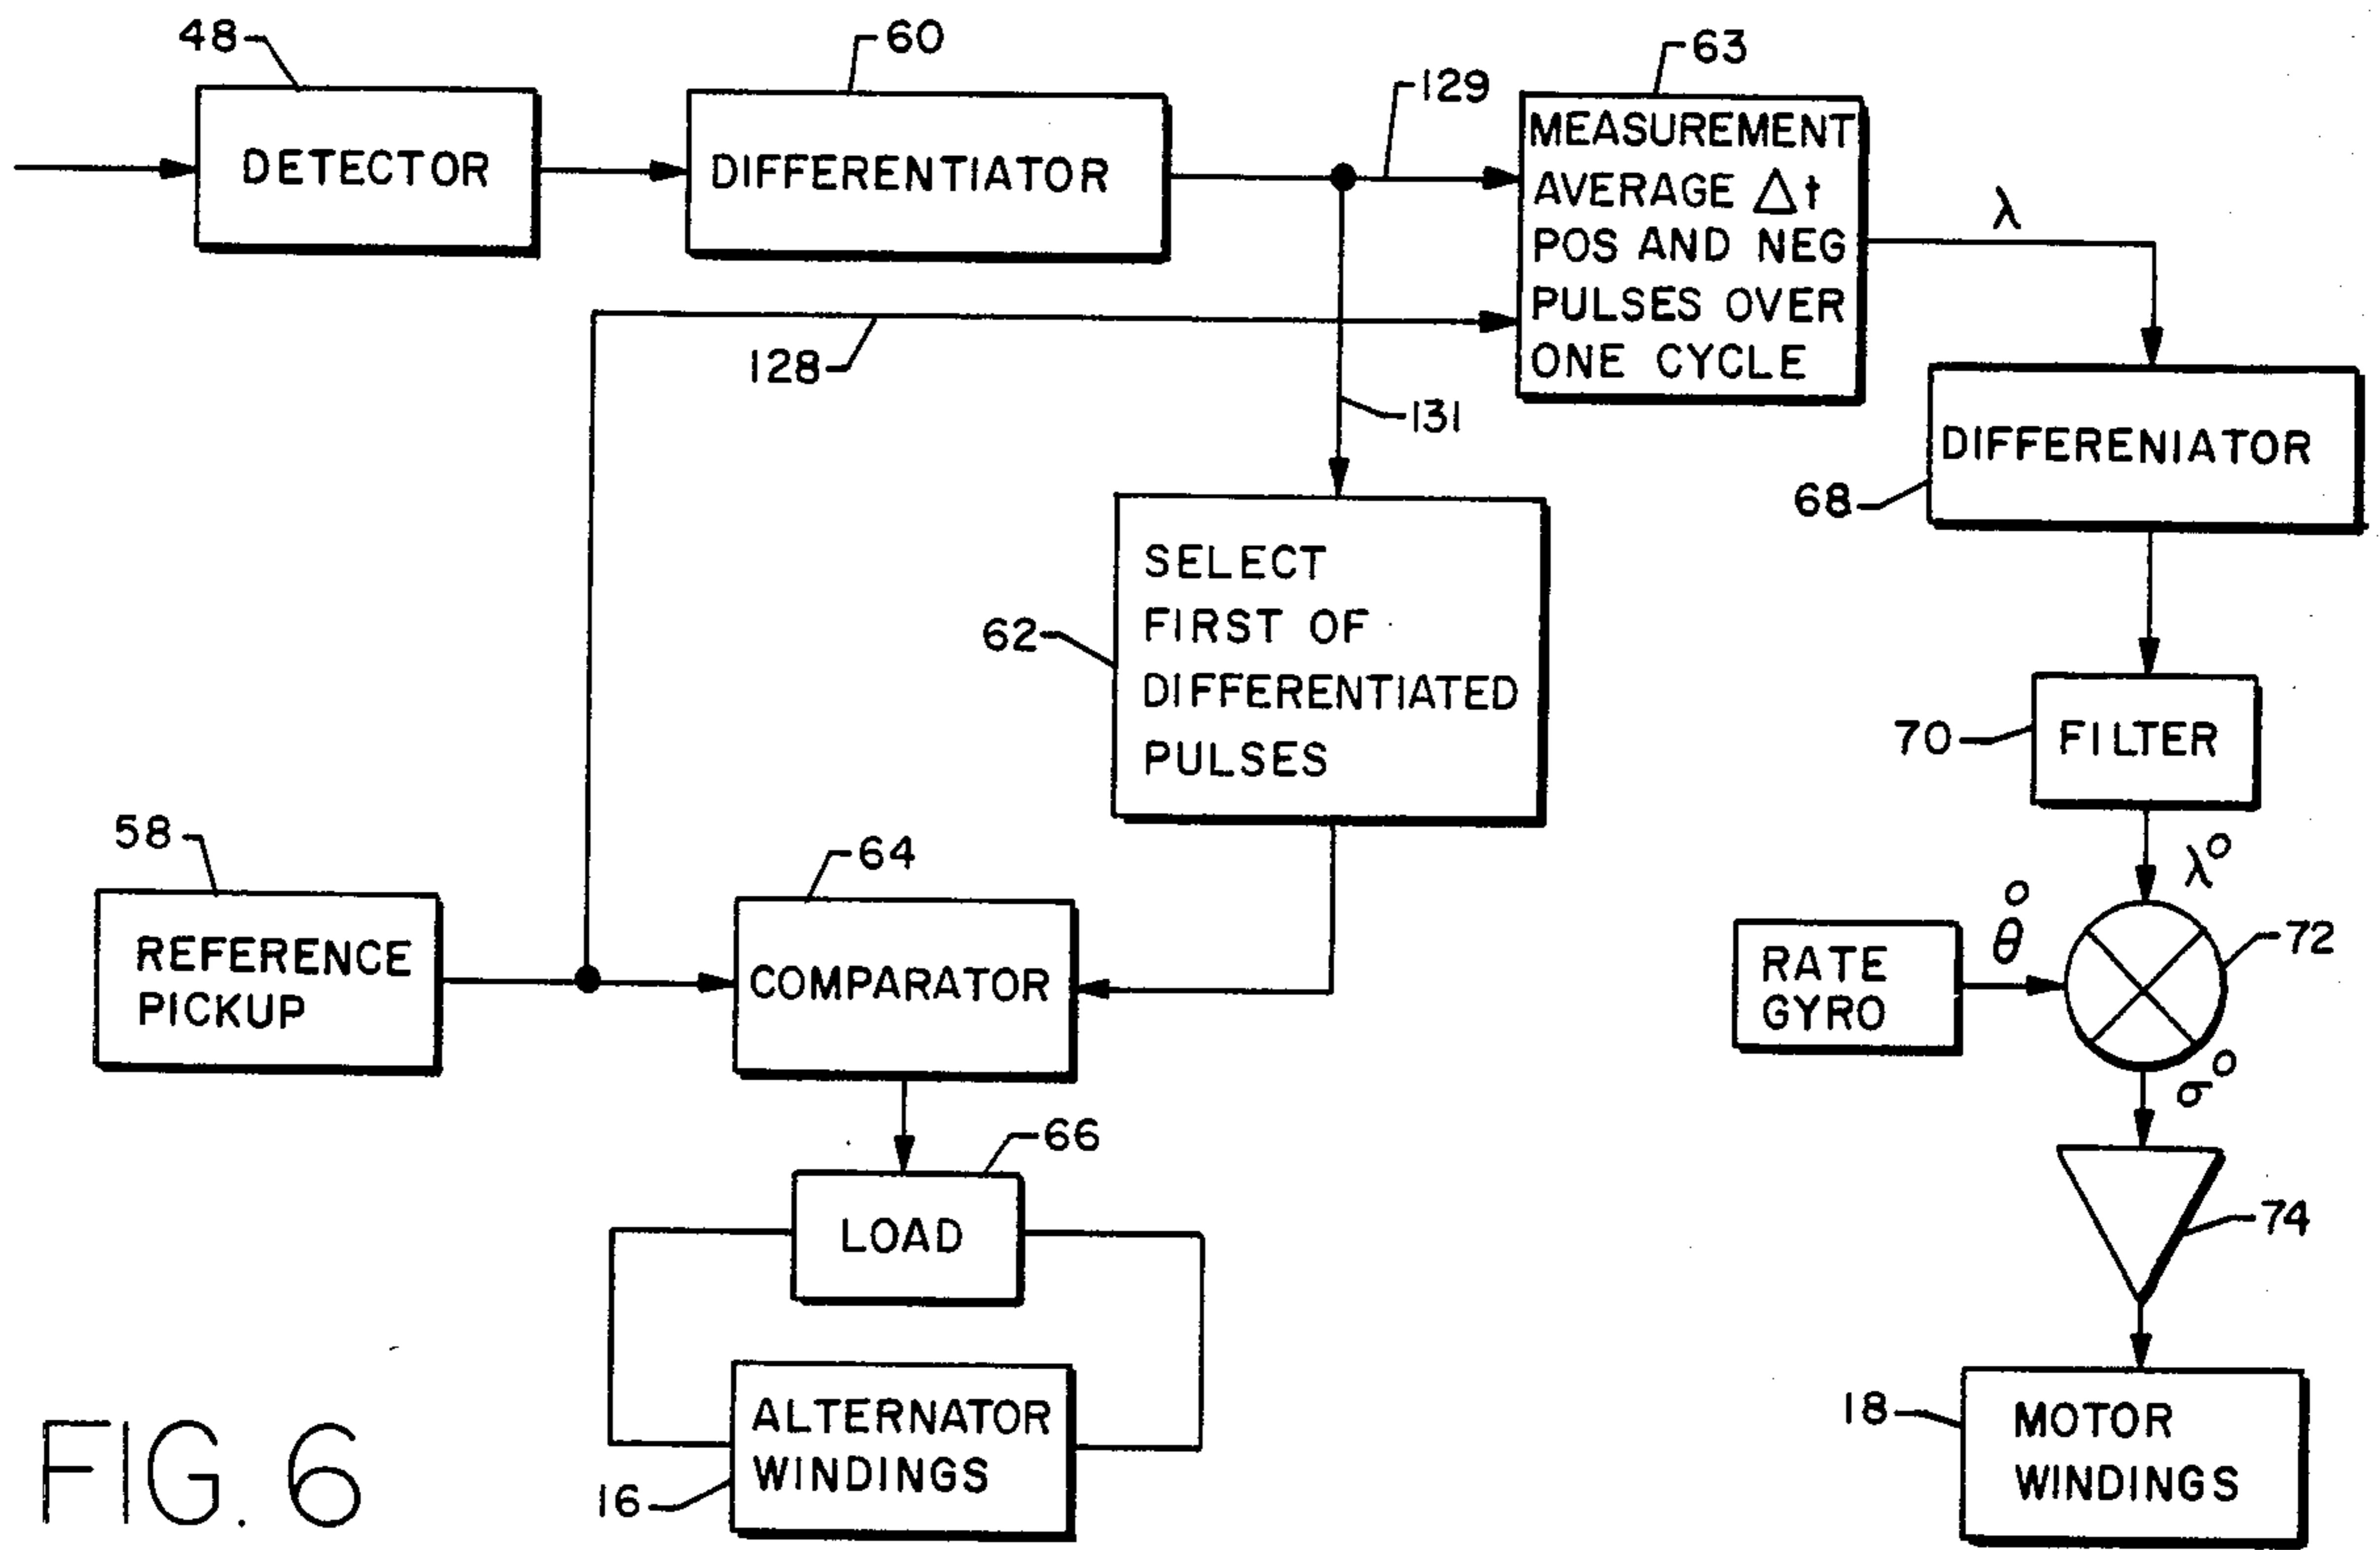 48
60
63
129
DETECTOR
DIFFERENTIATOR
MEASUREMENT
AVERAGE Δt
POS AND NEG
PULSES OVER
ONE CYCLE
λ
128
131
DIFFERENIATOR
68
SELECT
FIRST OF
DIFFERENTIATED
PULSES
62
70
FILTER
58
64
λ°
REFERENCE
PICKUP
COMPARATOR
RATE
GYRO
θ°
72
σ°
66
LOAD
74
ALTERNATOR
WINDINGS
16
18
MOTOR
WINDINGS
FIG. 6